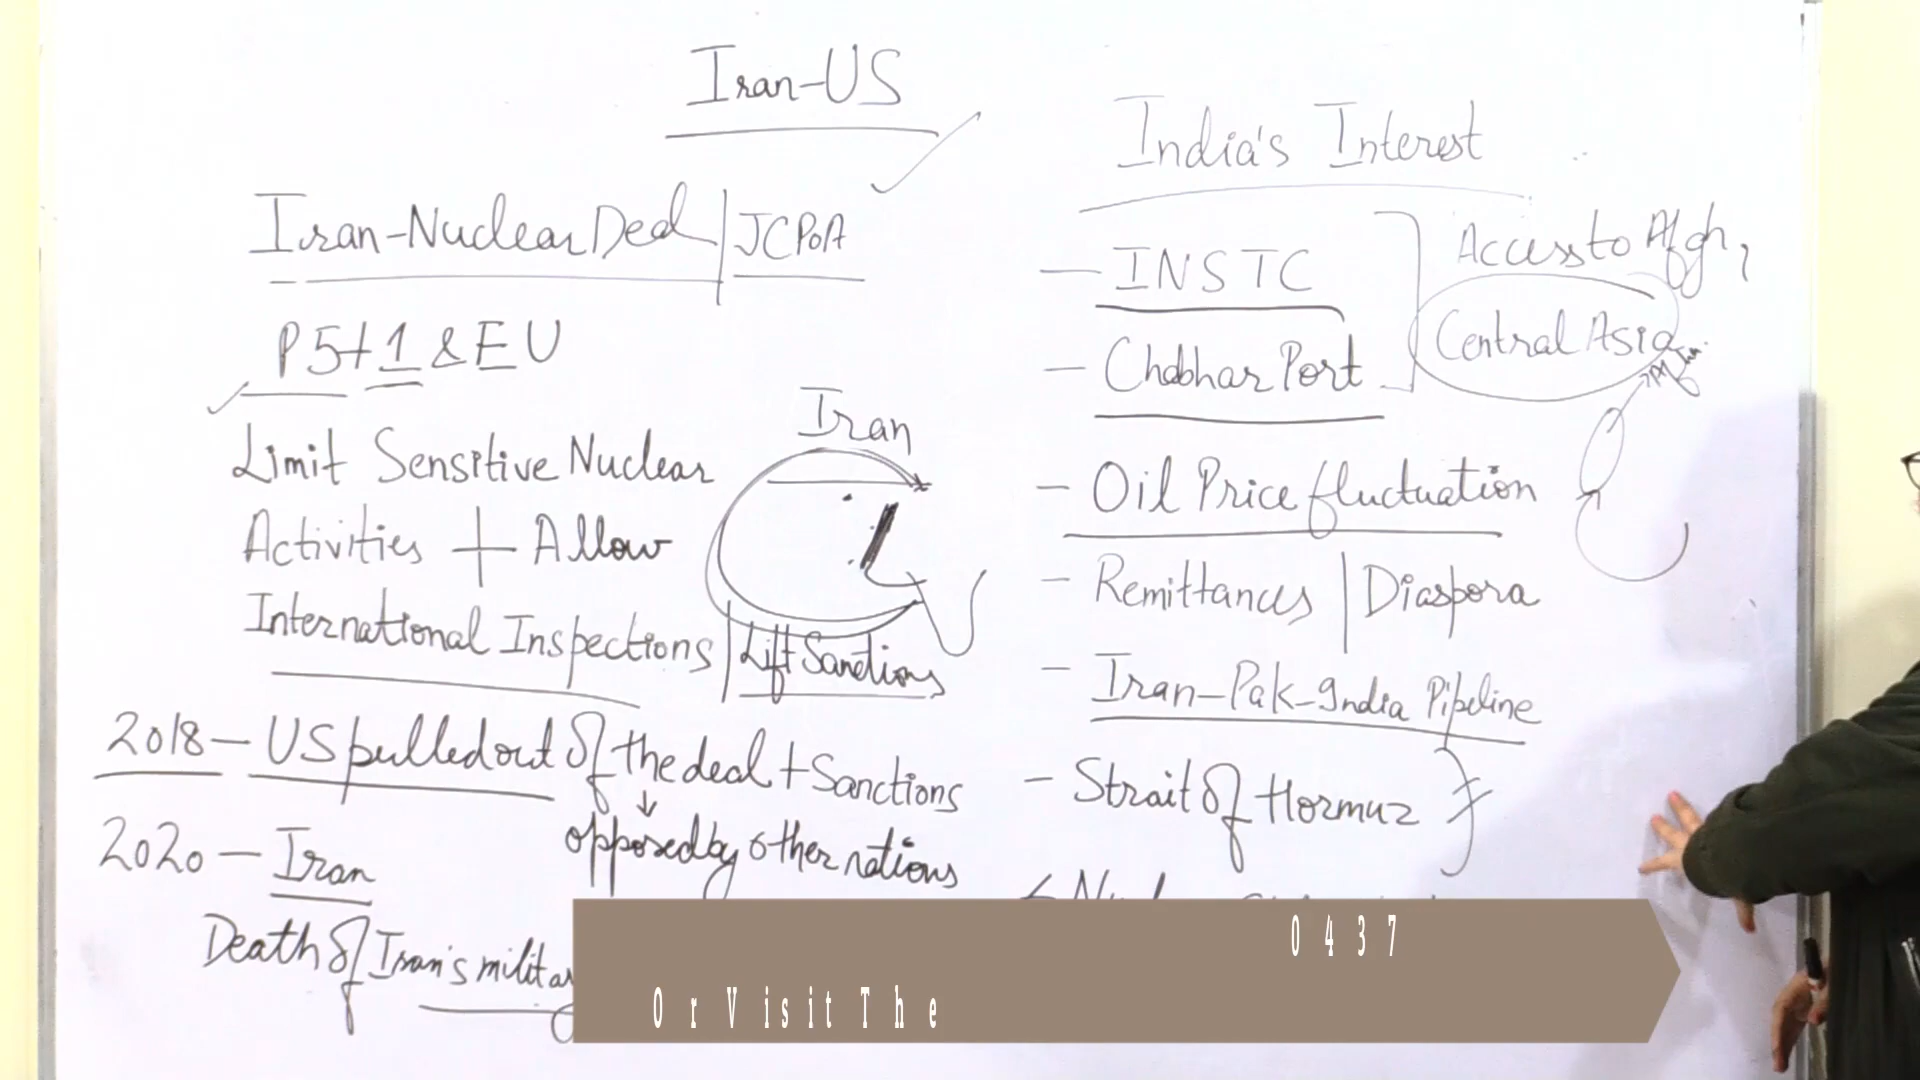 Iran-US
Iran-Nuclear Deal | JCPOA
P5+1 & EU
Limit Sensitive Nuclear
Activities + Allow
International Inspections | Lift Sanctions
Iran
2018 - US pulled out of the deal + Sanctions
↓
opposed by other nations
2020 - Iran
Death of Iran's militar
India's Interest
- INSTC
- Chabhar Port
Access to Afgh,
Central Asia
- Oil Price fluctuation
- Remittances | Diaspora
- Iran-Pak-India Pipeline
- Strait of Hormuz
0437
Or Visit The